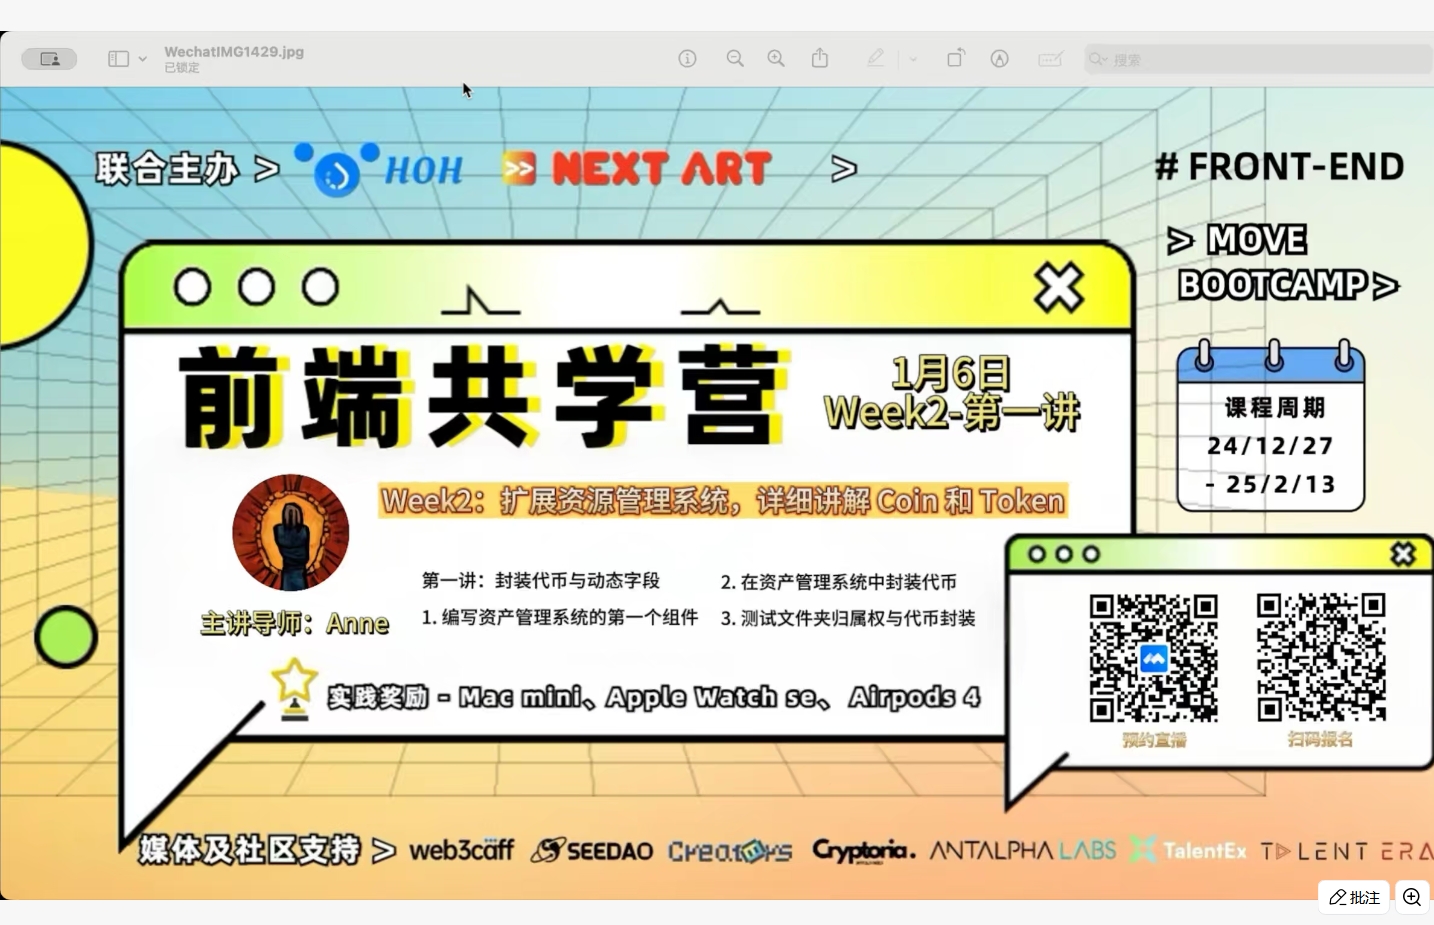 WechatIMG1429.jpg
已锁定
搜索
联合主办 > HOH >> NEXT ART >
# FRONT-END
> MOVE
BOOTCAMP >
前端共学营
1月6日
Week2-第一讲
课程周期
24/12/27
- 25/2/13
Week2：扩展资源管理系统，详细讲解 Coin 和 Token
主讲导师：Anne
第一讲：封装代币与动态字段
1. 编写资产管理系统的第一个组件
2. 在资产管理系统中封装代币
3. 测试文件夹归属权与代币封装
实践奖励 - Mac mini、Apple Watch se、 Airpods 4
预约直播
扫码报名
媒体及社区支持 > web3caff SEEDAO Creators Cryptoria. ANTALPHA LABS TalentEx TALENT ERA
批注